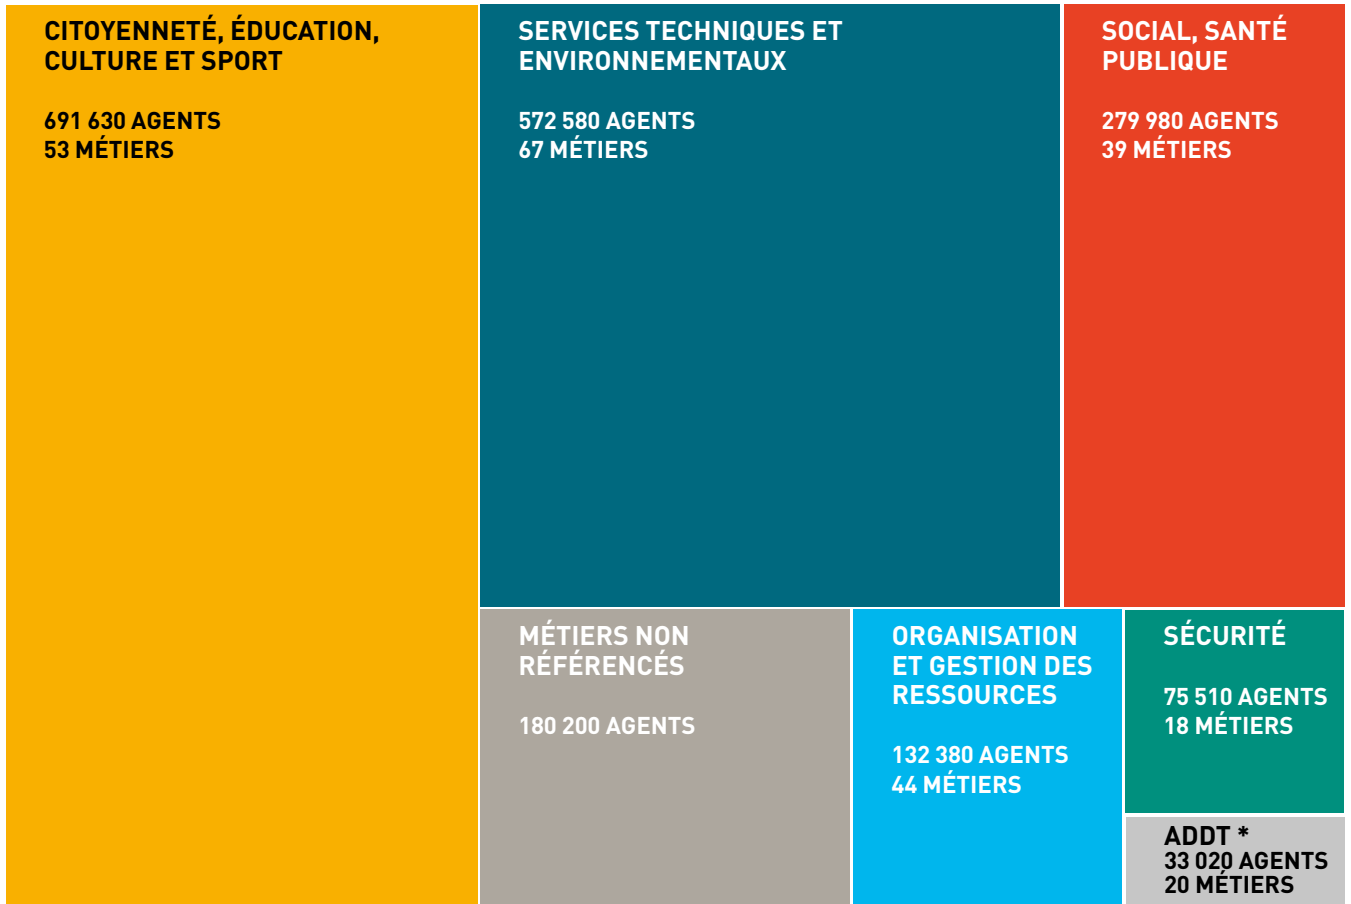 CITOYENNETÉ, ÉDUCATION,
CULTURE ET SPORT
691 630 AGENTS
53 MÉTIERS
SERVICES TECHNIQUES ET
ENVIRONNEMENTAUX
572 580 AGENTS
67 MÉTIERS
SOCIAL, SANTÉ
PUBLIQUE
279 980 AGENTS
39 MÉTIERS
MÉTIERS NON
RÉFÉRENCÉS
180 200 AGENTS
ORGANISATION
ET GESTION DES
RESSOURCES
132 380 AGENTS
44 MÉTIERS
SÉCURITÉ
75 510 AGENTS
18 MÉTIERS
ADDT *
33 020 AGENTS
20 MÉTIERS